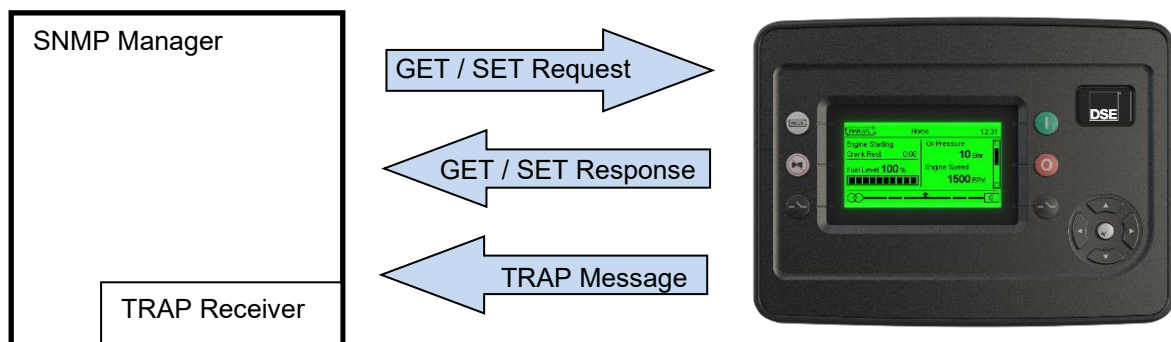 SNMP Manager
GET / SET Request
GET / SET Response
TRAP Message
TRAP Receiver
DSE
Home 12:31
Engine Starting
Crank Rest 0:00
Fuel Level 100 %
Oil Pressure
10 Bar
Engine Speed
1500 RPM
I
O